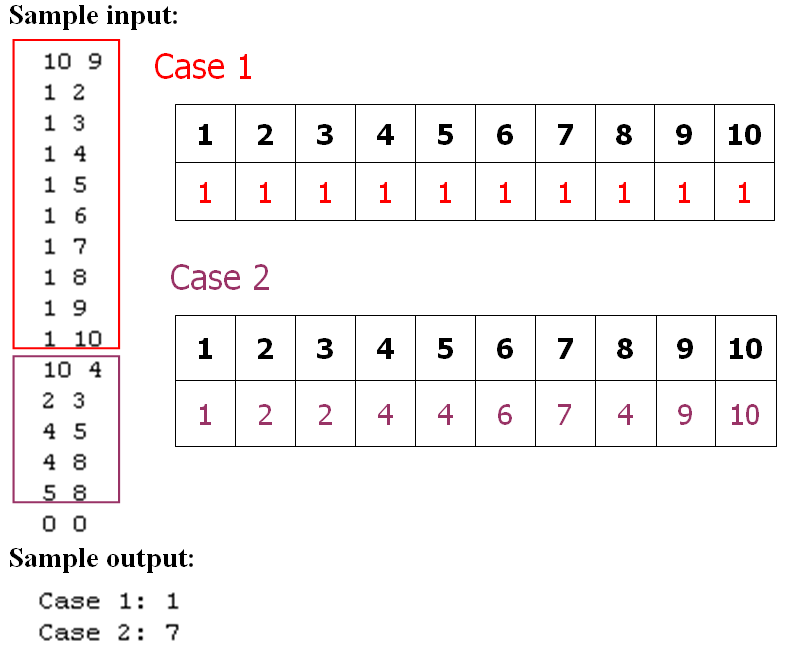 Sample input:
10 9
1 2
1 3
1 4
1 5
1 6
1 7
1 8
1 9
1 10
10 4
2 3
4 5
4 8
5 8
0 0
Case 1
1 2 3 4 5 6 7 8 9 10
1 1 1 1 1 1 1 1 1 1
Case 2
1 2 3 4 5 6 7 8 9 10
1 2 2 4 4 6 7 4 9 10
Sample output:
Case 1: 1
Case 2: 7